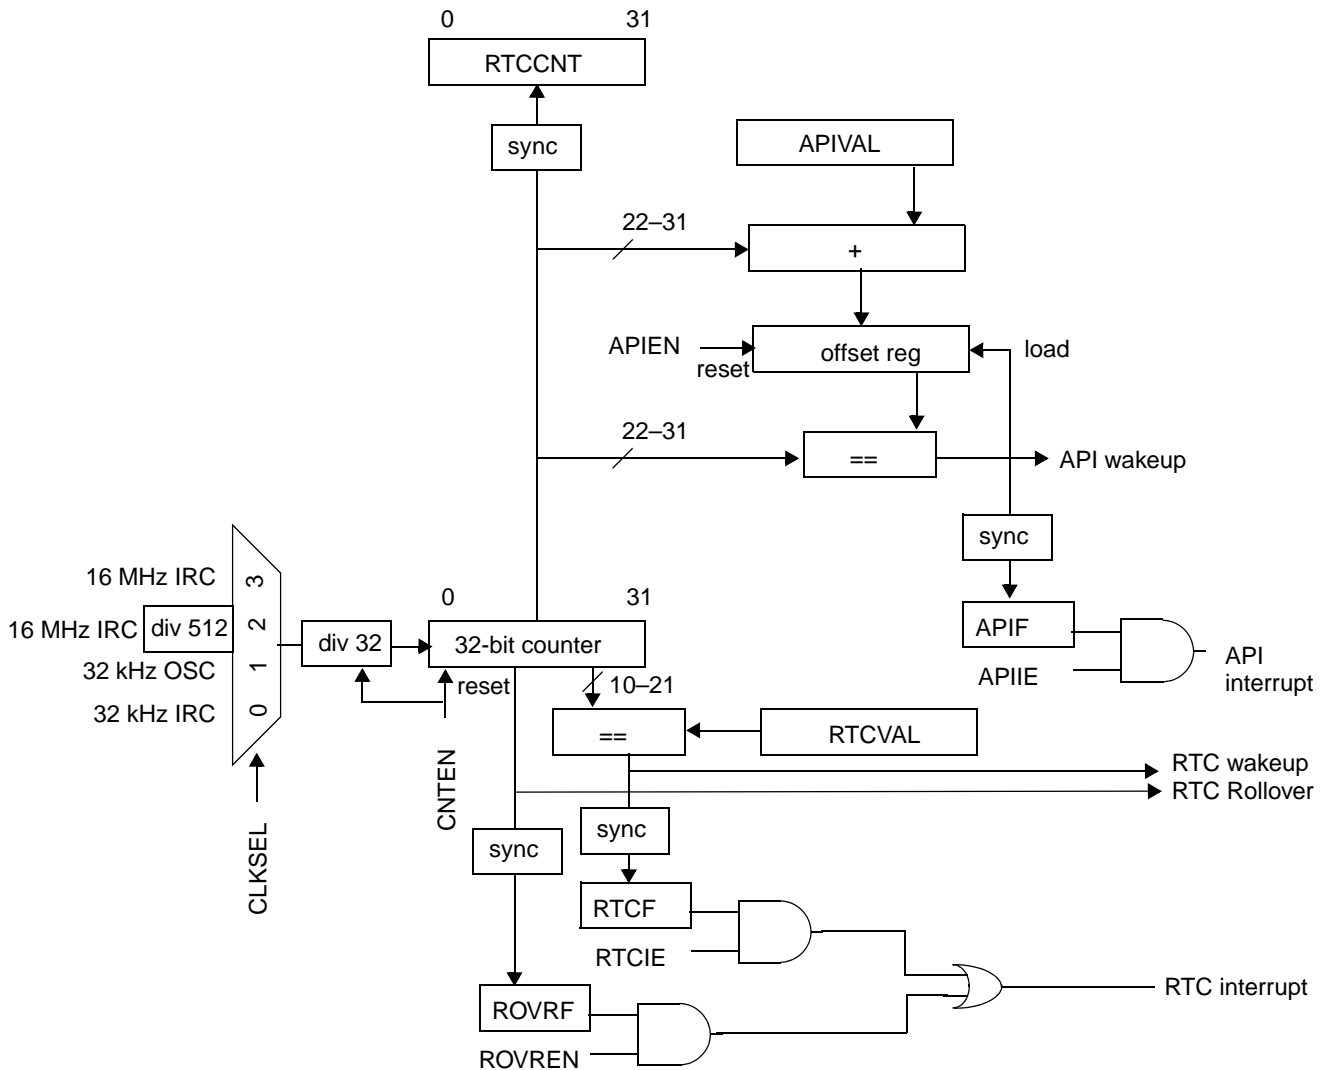 0 31
RTCCNT
sync
APIVAL
22–31
+
APIEN
reset
offset reg
load
22–31
==
API wakeup
sync
16 MHz IRC
3
16 MHz IRC
div 512
2
32 kHz OSC
1
32 kHz IRC
0
CLKSEL
div 32
0 31
32-bit counter
reset
10–21
CNTEN
APIF
APIIE
API
interrupt
==
RTCVAL
RTC wakeup
RTC Rollover
sync
sync
RTCF
RTCIE
ROVRF
ROVREN
RTC interrupt